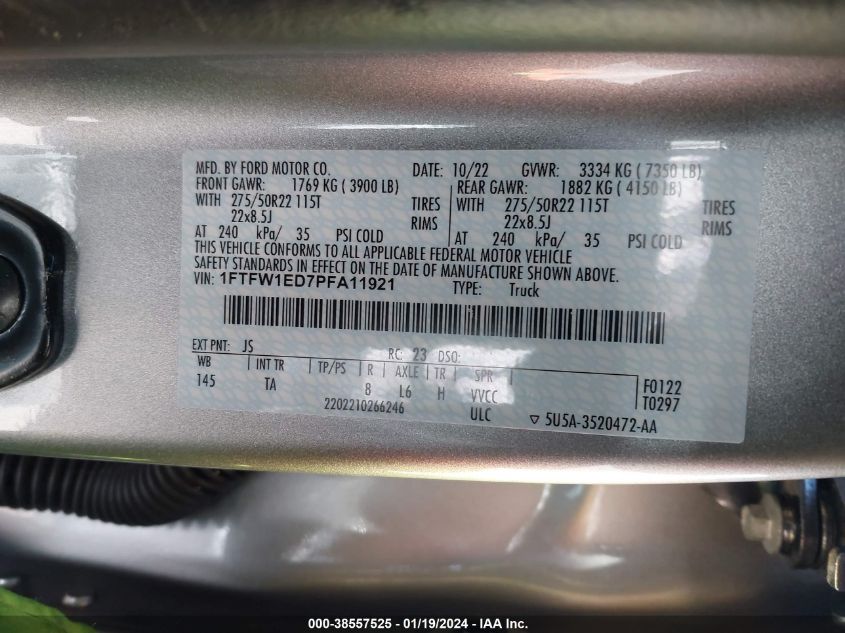 MFD. BY FORD MOTOR CO. DATE: 10/22 GVWR: 3334 KG ( 7350 LB)
FRONT GAWR: 1769 KG ( 3900 LB) REAR GAWR: 1882 KG ( 4150 LB)
WITH 275/50R22 115T TIRES WITH 275/50R22 115T TIRES
22x8.5J RIMS 22x8.5J RIMS
AT 240 kPa/ 35 PSI COLD AT 240 kPa/ 35 PSI COLD
THIS VEHICLE CONFORMS TO ALL APPLICABLE FEDERAL MOTOR VEHICLE
SAFETY STANDARDS IN EFFECT ON THE DATE OF MANUFACTURE SHOWN ABOVE.
VIN: 1FTFW1ED7PFA11921 TYPE: Truck
EXT PNT: JS RC: 23 DSO:
WB INT TR TP/PS R AXLE TR SPR F0122
145 TA 8 L6 H VVCC T0297
2202210266246 ULC ▽ 5U5A-3520472-AA
000-38557525 - 01/19/2024 - IAA Inc.